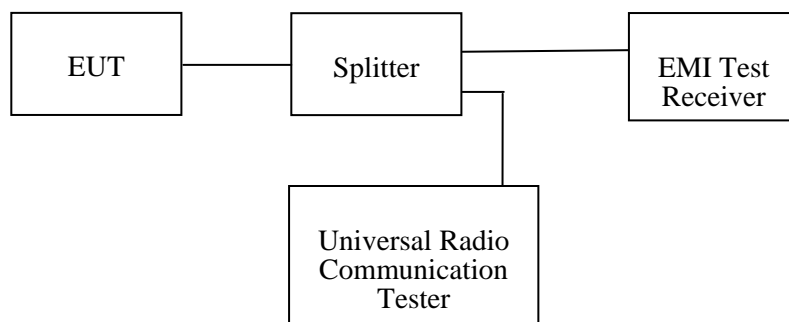 EUT
Splitter
EMI Test
Receiver
Universal Radio
Communication
Tester